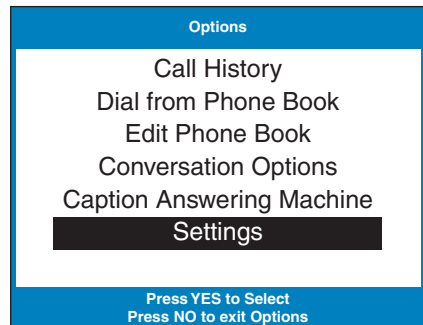 Options
Call History
Dial from Phone Book
Edit Phone Book
Conversation Options
Caption Answering Machine
Settings
Press YES to Select
Press NO to exit Options